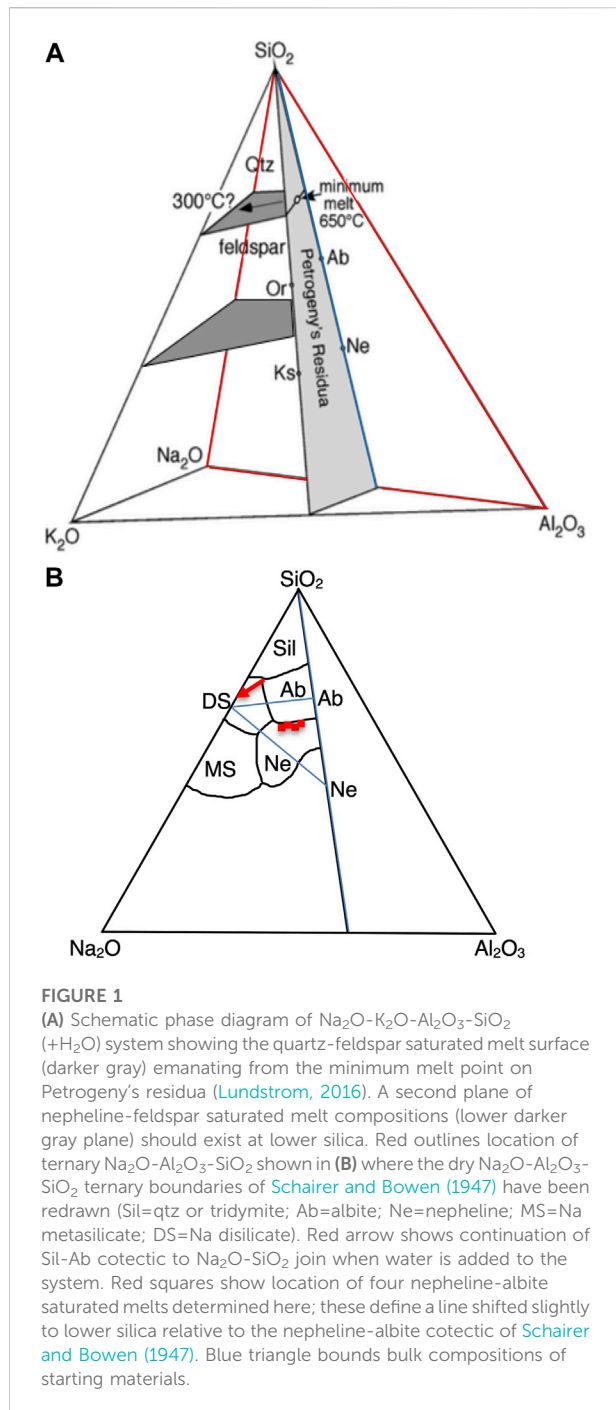 A
SiO2
Qtz
300°C?
minimum
melt
650°C
feldspar
Ab
Or
Petrogeny's Residua
Ne
Ks
Na2O
K2O
Al2O3
B
SiO2
Sil
DS
Ab
Ab
MS
Ne
Ne
Na2O
Al2O3
FIGURE 1
(A) Schematic phase diagram of Na2O-K2O-Al2O3-SiO2
(+H2O) system showing the quartz-feldspar saturated melt surface
(darker gray) emanating from the minimum melt point on
Petrogeny's residua (Lundstrom, 2016). A second plane of
nepheline-feldspar saturated melt compositions (lower darker
gray plane) should exist at lower silica. Red outlines location of
ternary Na2O-Al2O3-SiO2 shown in (B) where the dry Na2O-Al2O3-
SiO2 ternary boundaries of Schairer and Bowen (1947) have been
redrawn (Sil=qtz or tridymite; Ab=albite; Ne=nepheline; MS=Na
metasilicate; DS=Na disilicate). Red arrow shows continuation of
Sil-Ab cotectic to Na2O-SiO2 join when water is added to the
system. Red squares show location of four nepheline-albite
saturated melts determined here; these define a line shifted slightly
to lower silica relative to the nepheline-albite cotectic of Schairer
and Bowen (1947). Blue triangle bounds bulk compositions of
starting materials.